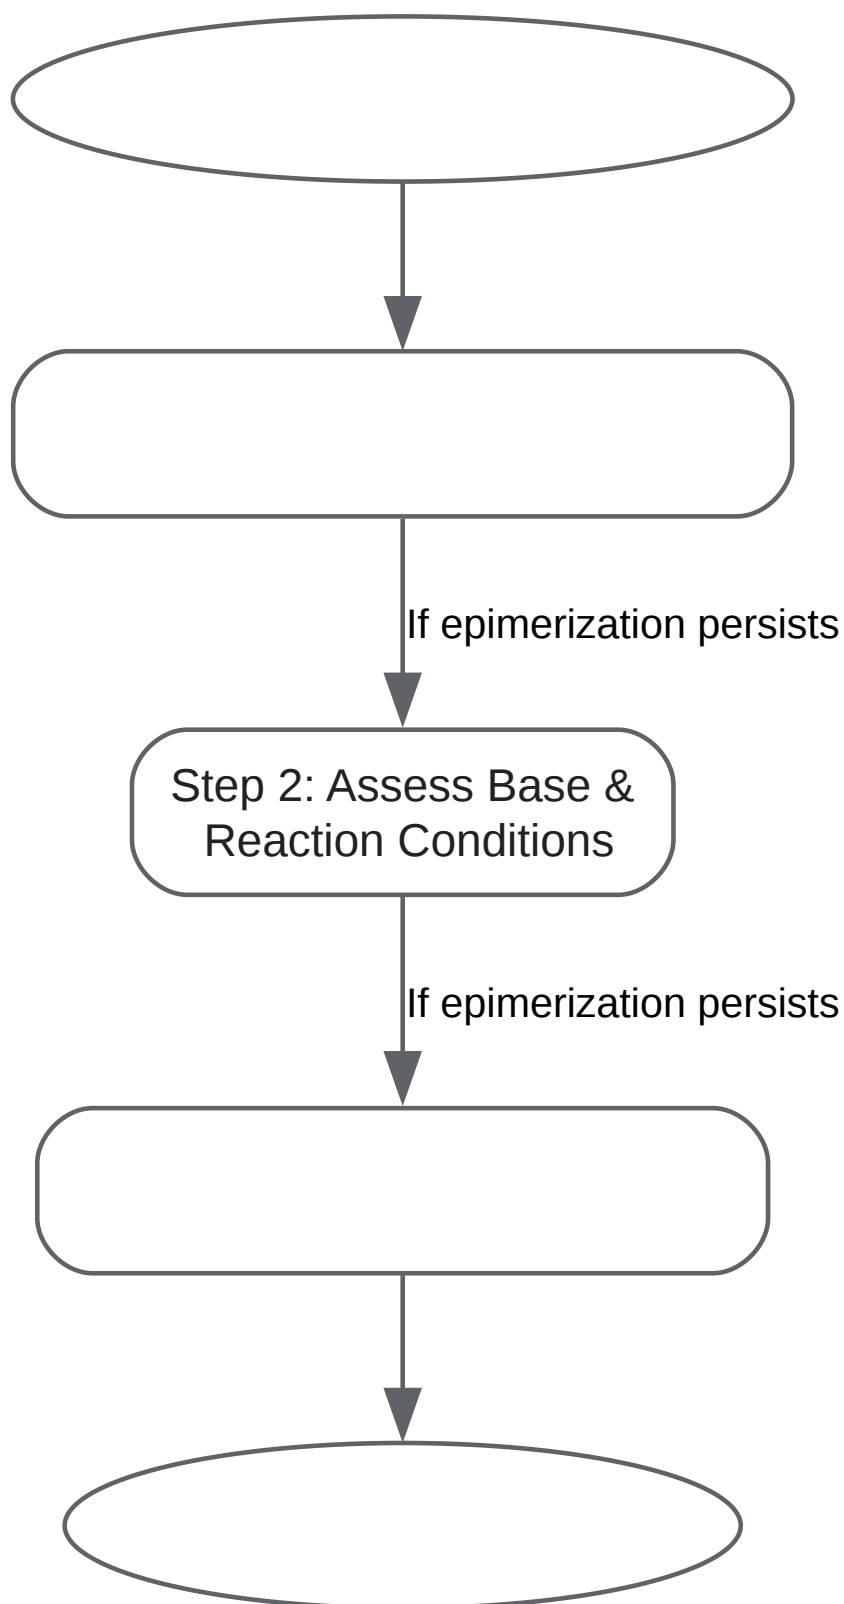 If epimerization persists
Step 2: Assess Base &
Reaction Conditions
If epimerization persists